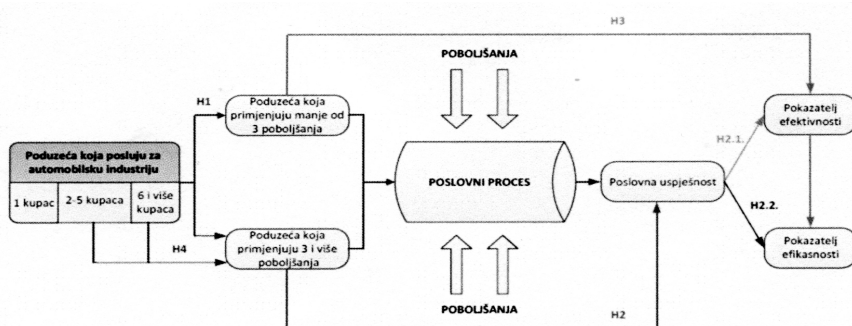 H3
POBOLJŠANJA
H1
Poduzeća koja
primjenjuju manje od
3 poboljšanja
Pokazatelj
efektivnosti
H2.1.
Poduzeća koja posluju za
automobilsku industriju
1 kupac
2-5 kupaca
6 i više
kupaca
POSLOVNI PROCES
Poslovna uspješnost
H2.2.
H4
Poduzeća koja
primjenjuju 3 i više
poboljšanja
Pokazatelj
efikasnosti
POBOLJŠANJA
H2